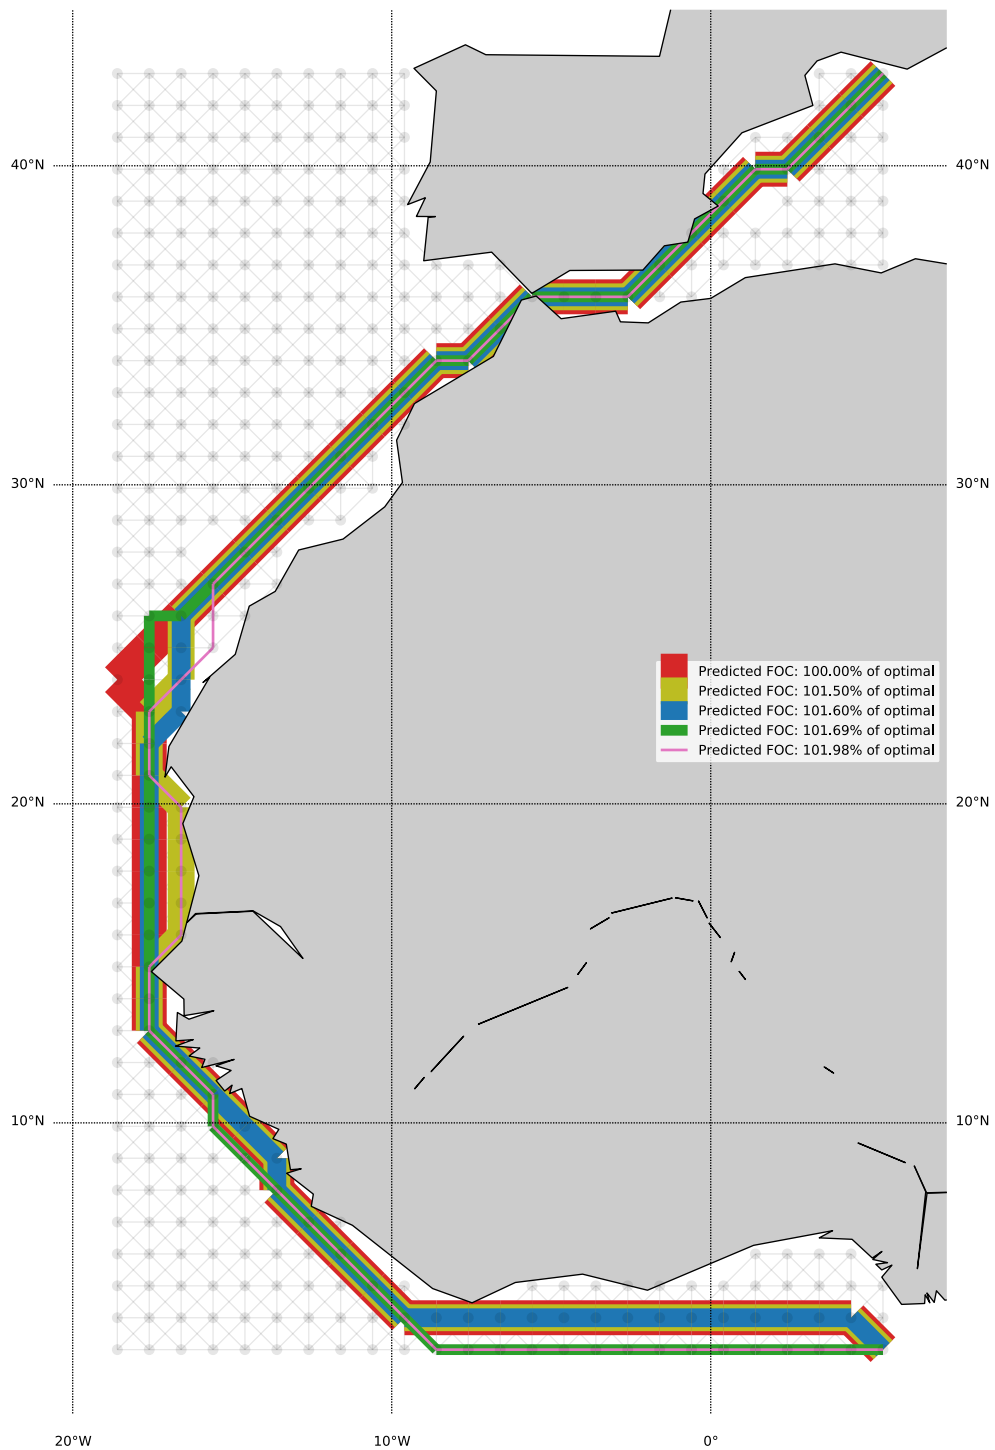 40°N 40°N
30°N 30°N
Predicted FOC: 100.00% of optimal
Predicted FOC: 101.50% of optimal
Predicted FOC: 101.60% of optimal
Predicted FOC: 101.69% of optimal
Predicted FOC: 101.98% of optimal
20°N 20°N
10°N 10°N
20°W 10°W 0°